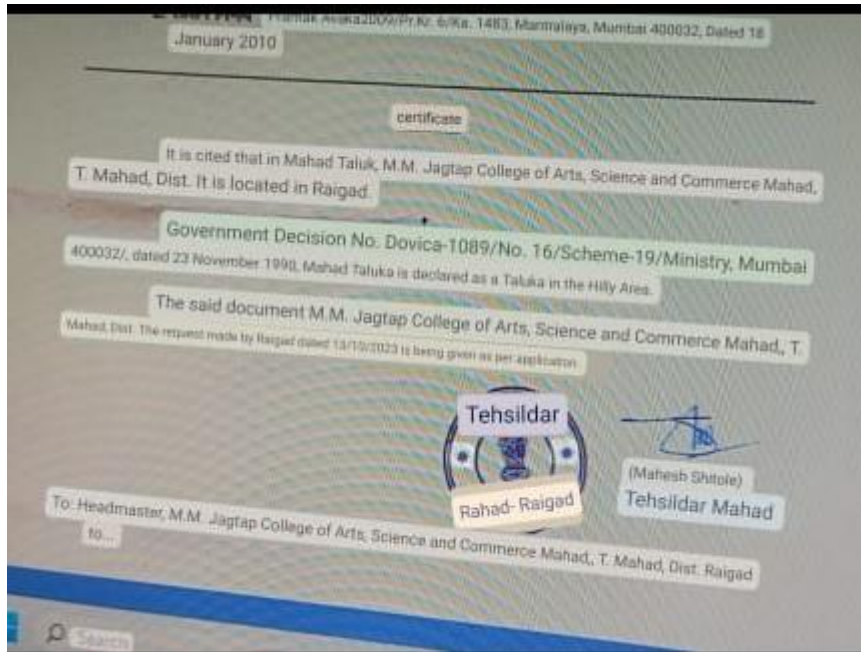 Avaka2009/Pr.Kr. 6/Ka. 1483, Mantralaya, Mumbai 400032, Dated 18
January 2010
certificate
It is cited that in Mahad Taluk, M.M. Jagtap College of Arts, Science and Commerce Mahad,
T. Mahad, Dist. It is located in Raigad.
Government Decision No. Dovica-1089/No. 16/Scheme-19/Ministry, Mumbai
400032/, dated 23 November 1990, Mahad Taluka is declared as a Taluka in the Hilly Area.
The said document M.M. Jagtap College of Arts, Science and Commerce Mahad,, T.
Mahad, Dist. The request made by Raigad dated 13/10/2023 is being given as per application
Tehsildar
Rahad- Raigad
(Mahesh Shitole)
Tehsildar Mahad
To: Headmaster, M.M. Jagtap College of Arts, Science and Commerce Mahad,, T. Mahad, Dist. Raigad
to...
Search